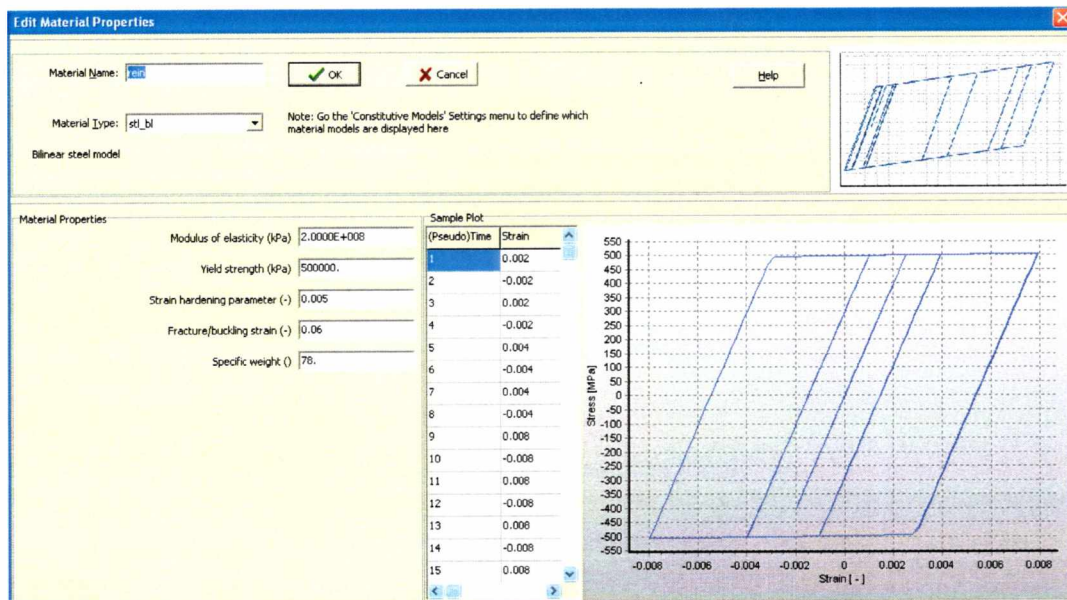 Edit Material Properties
Material Name: rein
OK
Cancel
Help
Material Type: stl_bl
Note: Go the 'Constitutive Models' Settings menu to define which
material models are displayed here
Bilinear steel model
Material Properties
Modulus of elasticity (kPa) 2.0000E+008
Yield strength (kPa) 500000.
Strain hardening parameter (-) 0.005
Fracture/buckling strain (-) 0.06
Specific weight () 78.
Sample Plot
(Pseudo)Time Strain
1 0.002
2 -0.002
3 0.002
4 -0.002
5 0.004
6 -0.004
7 0.004
8 -0.004
9 0.008
10 -0.008
11 0.008
12 -0.008
13 0.008
14 -0.008
15 0.008
Stress [MPa]
550
500
450
400
350
300
250
200
150
100
50
0
-50
-100
-150
-200
-250
-300
-350
-400
-450
-500
-550
-0.008 -0.006 -0.004 -0.002 0 0.002 0.004 0.006 0.008
Strain [ - ]